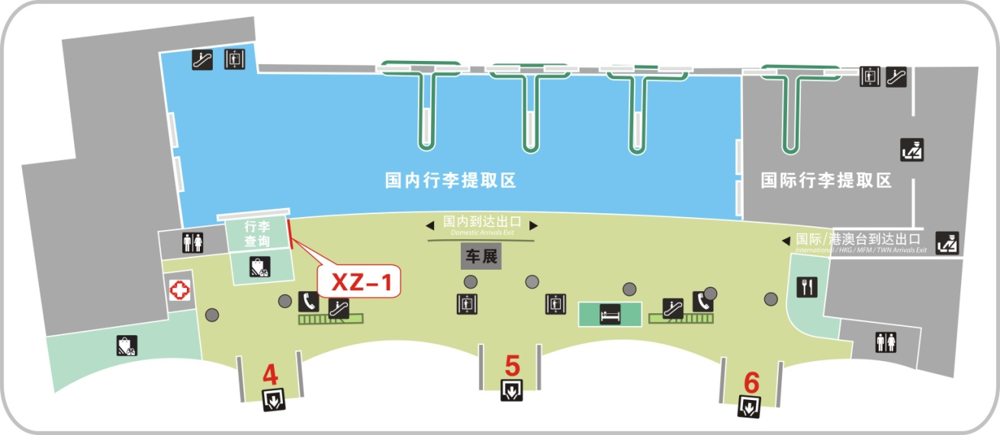 国内行李提取区
国际行李提取区
行李
查询
国内到达出口
Domestic Arrivals Exit
国际/港澳台到达出口
International / HKG / MFM / TWN Arrivals Exit
车展
XZ-1
4
5
6